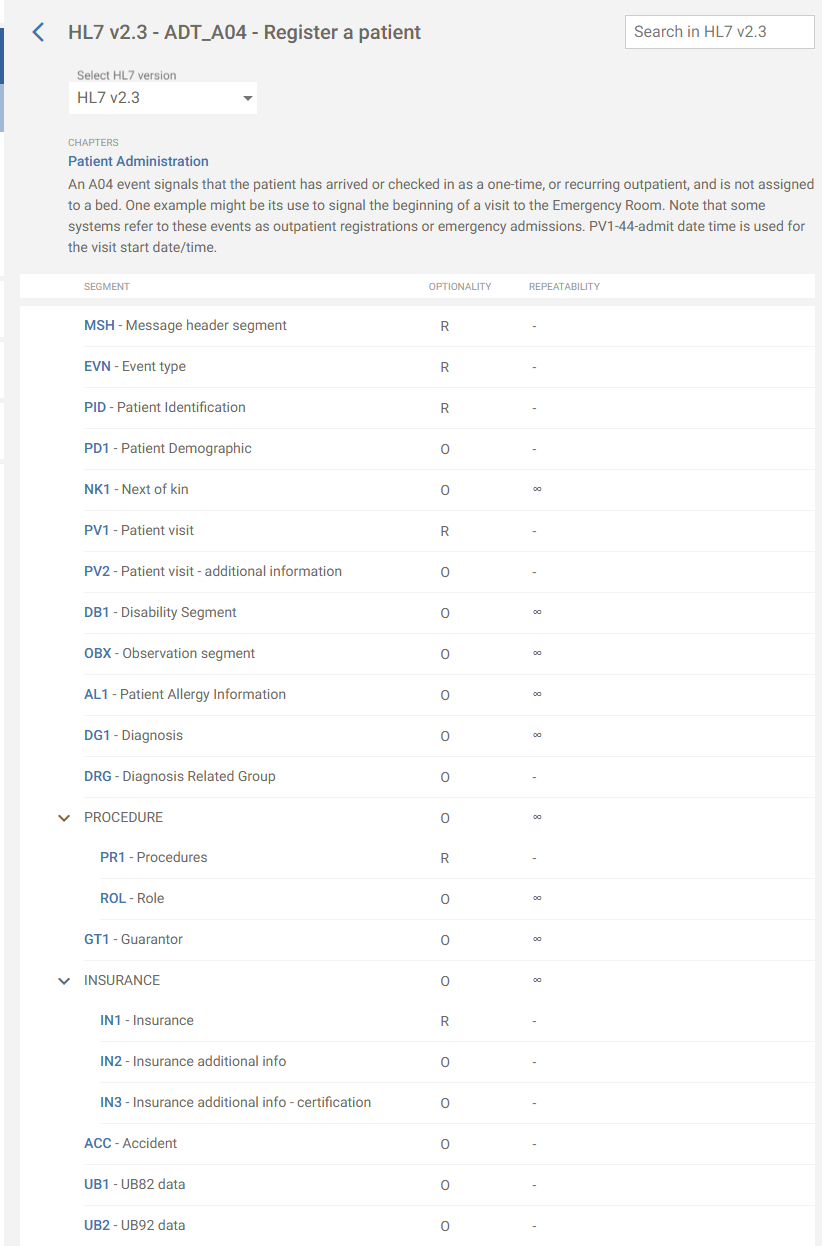 HL7 v2.3 - ADT_A04 - Register a patient
Search in HL7 v2.3
Select HL7 version
HL7 v2.3
CHAPTERS
Patient Administration
An A04 event signals that the patient has arrived or checked in as a one-time, or recurring outpatient, and is not assigned
to a bed. One example might be its use to signal the beginning of a visit to the Emergency Room. Note that some
systems refer to these events as outpatient registrations or emergency admissions. PV1-44-admit date time is used for
the visit start date/time.
SEGMENT OPTIONALITY REPEATABILITY
MSH - Message header segment R -
EVN - Event type R -
PID - Patient Identification R -
PD1 - Patient Demographic O -
NK1 - Next of kin O ∞
PV1 - Patient visit R -
PV2 - Patient visit - additional information O -
DB1 - Disability Segment O ∞
OBX - Observation segment O ∞
AL1 - Patient Allergy Information O ∞
DG1 - Diagnosis O ∞
DRG - Diagnosis Related Group O -
PROCEDURE O ∞
PR1 - Procedures R -
ROL - Role O ∞
GT1 - Guarantor O ∞
INSURANCE O ∞
IN1 - Insurance R -
IN2 - Insurance additional info O -
IN3 - Insurance additional info - certification O -
ACC - Accident O -
UB1 - UB82 data O -
UB2 - UB92 data O -